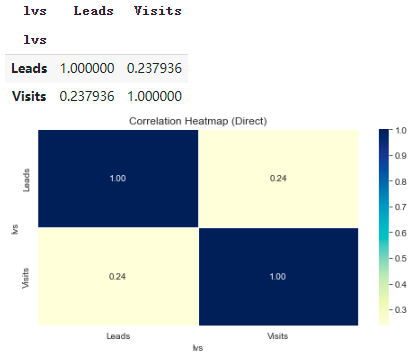 lvs Leads Visits
lvs
Leads 1.000000 0.237936
Visits 0.237936 1.000000
Correlation Heatmap (Direct)
1.0
0.9
0.8
0.7
0.6
0.5
0.4
0.3
lvs
Leads
Visits
1.00 0.24
0.24 1.00
Leads Visits
lvs